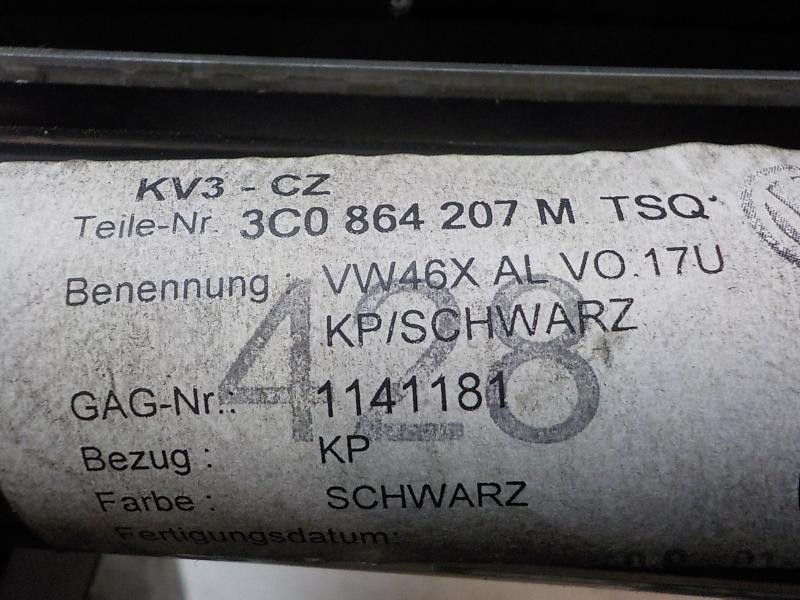 KV3 - CZ
Teile-Nr. 3C0 864 207 M TSQ
Benennung : VW46X AL VO.17U
KP/SCHWARZ
428
GAG-Nr.: 1141181
Bezug : KP
Farbe : SCHWARZ
Fertigungsdatum: